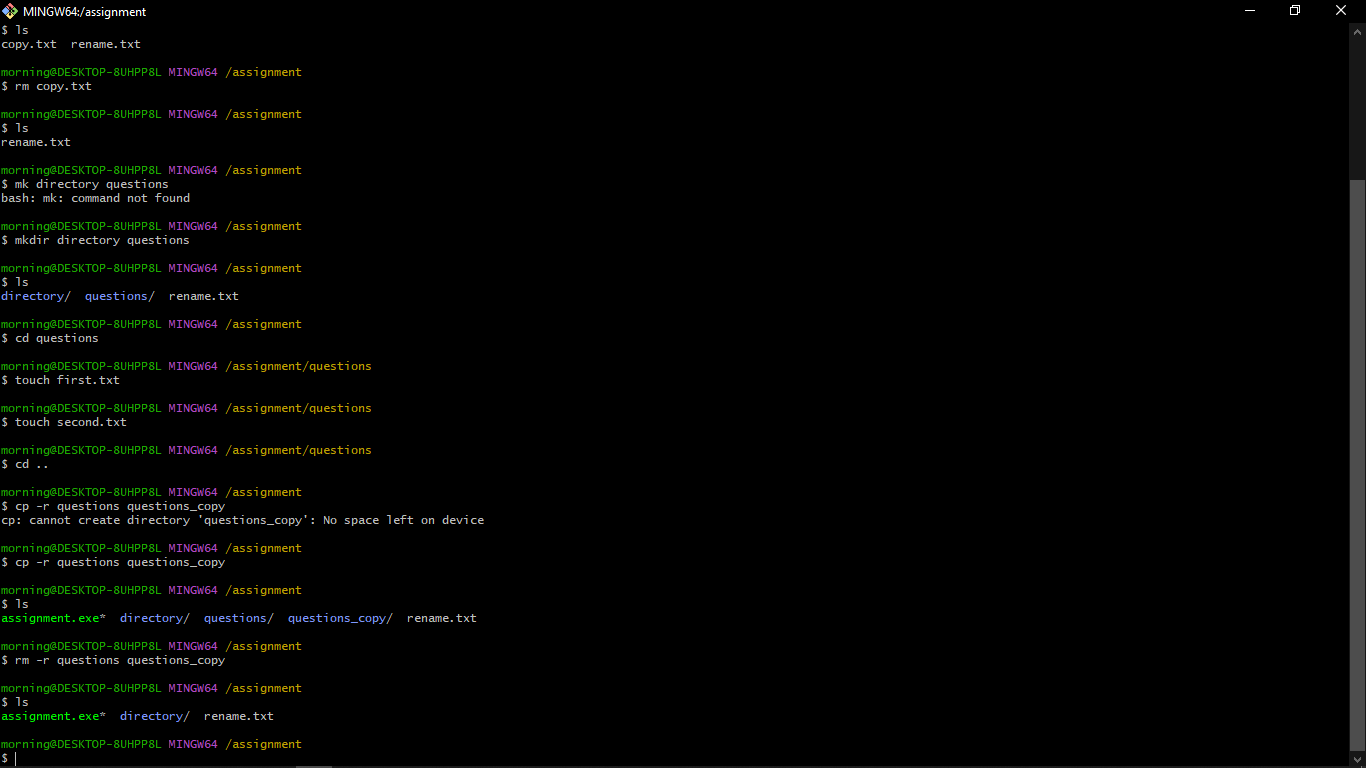 MINGW64:/assignment
$ ls
copy.txt  rename.txt
morning@DESKTOP-8UHPP8L MINGW64 /assignment
$ rm copy.txt
morning@DESKTOP-8UHPP8L MINGW64 /assignment
$ ls
rename.txt
morning@DESKTOP-8UHPP8L MINGW64 /assignment
$ mk directory questions
bash: mk: command not found
morning@DESKTOP-8UHPP8L MINGW64 /assignment
$ mkdir directory questions
morning@DESKTOP-8UHPP8L MINGW64 /assignment
$ ls
directory/  questions/  rename.txt
morning@DESKTOP-8UHPP8L MINGW64 /assignment
$ cd questions
morning@DESKTOP-8UHPP8L MINGW64 /assignment/questions
$ touch first.txt
morning@DESKTOP-8UHPP8L MINGW64 /assignment/questions
$ touch second.txt
morning@DESKTOP-8UHPP8L MINGW64 /assignment/questions
$ cd ..
morning@DESKTOP-8UHPP8L MINGW64 /assignment
$ cp -r questions questions_copy
cp: cannot create directory 'questions_copy': No space left on device
morning@DESKTOP-8UHPP8L MINGW64 /assignment
$ cp -r questions questions_copy
morning@DESKTOP-8UHPP8L MINGW64 /assignment
$ ls
assignment.exe*  directory/  questions/  questions_copy/  rename.txt
morning@DESKTOP-8UHPP8L MINGW64 /assignment
$ rm -r questions questions_copy
morning@DESKTOP-8UHPP8L MINGW64 /assignment
$ ls
assignment.exe*  directory/  rename.txt
morning@DESKTOP-8UHPP8L MINGW64 /assignment
$